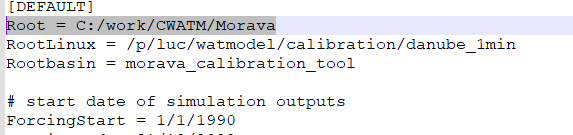 [DEFAULT]
Root = C:/work/CWATM/Morava
RootLinux = /p/luc/watmodel/calibration/danube_1min
Rootbasin = morava_calibration_tool
# start date of simulation outputs
ForcingStart = 1/1/1990